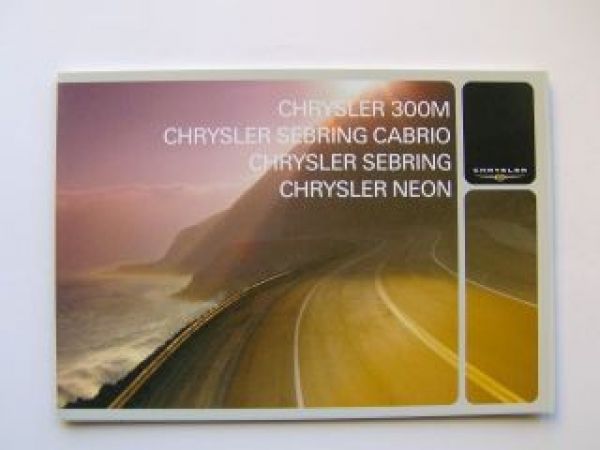 CHRYSLER 300M
CHRYSLER SEBRING CABRIO
CHRYSLER SEBRING
CHRYSLER NEON
CHRYSLER